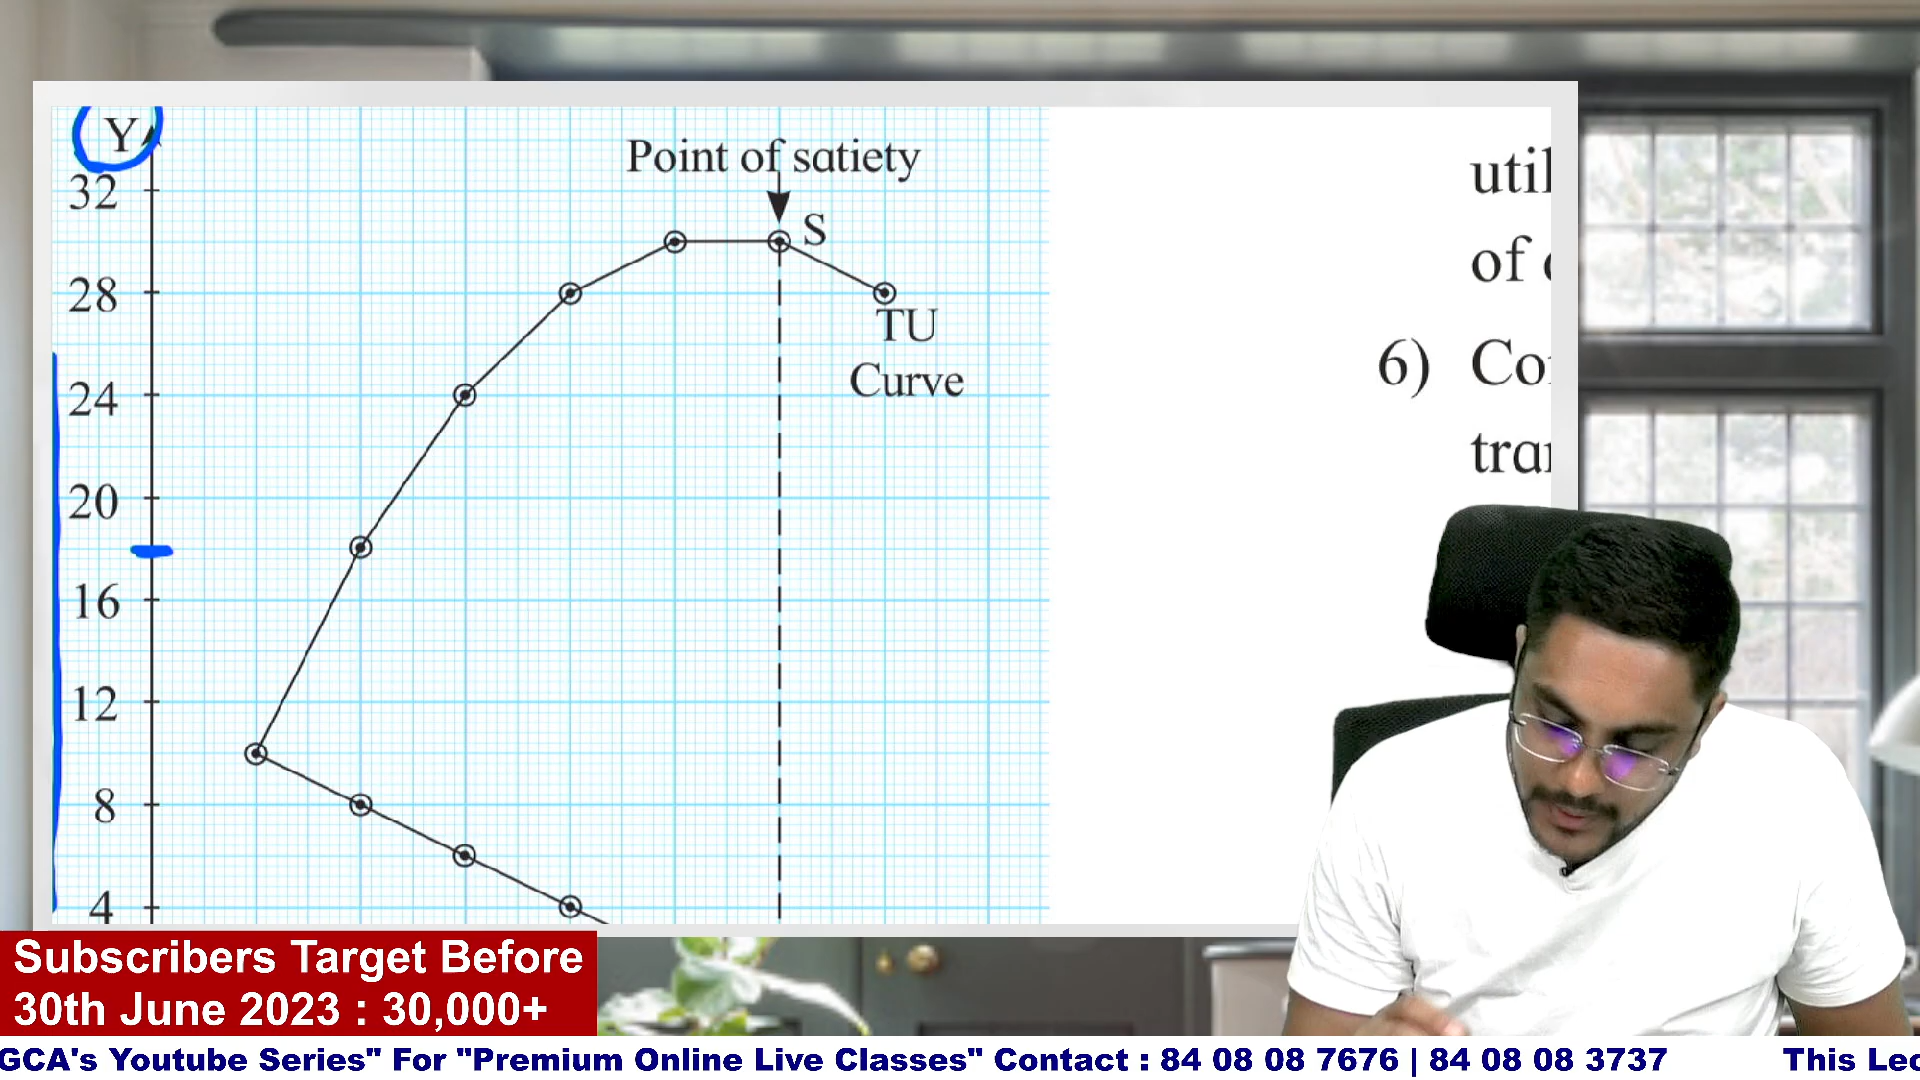 Y
32
28
24
20
16
12
8
4
Point of satiety
S
TU
Curve
util
of
6) Co
tra
Subscribers Target Before
30th June 2023 : 30,000+
GCA's Youtube Series" For "Premium Online Live Classes" Contact : 84 08 08 7676 | 84 08 08 3737 This Lec